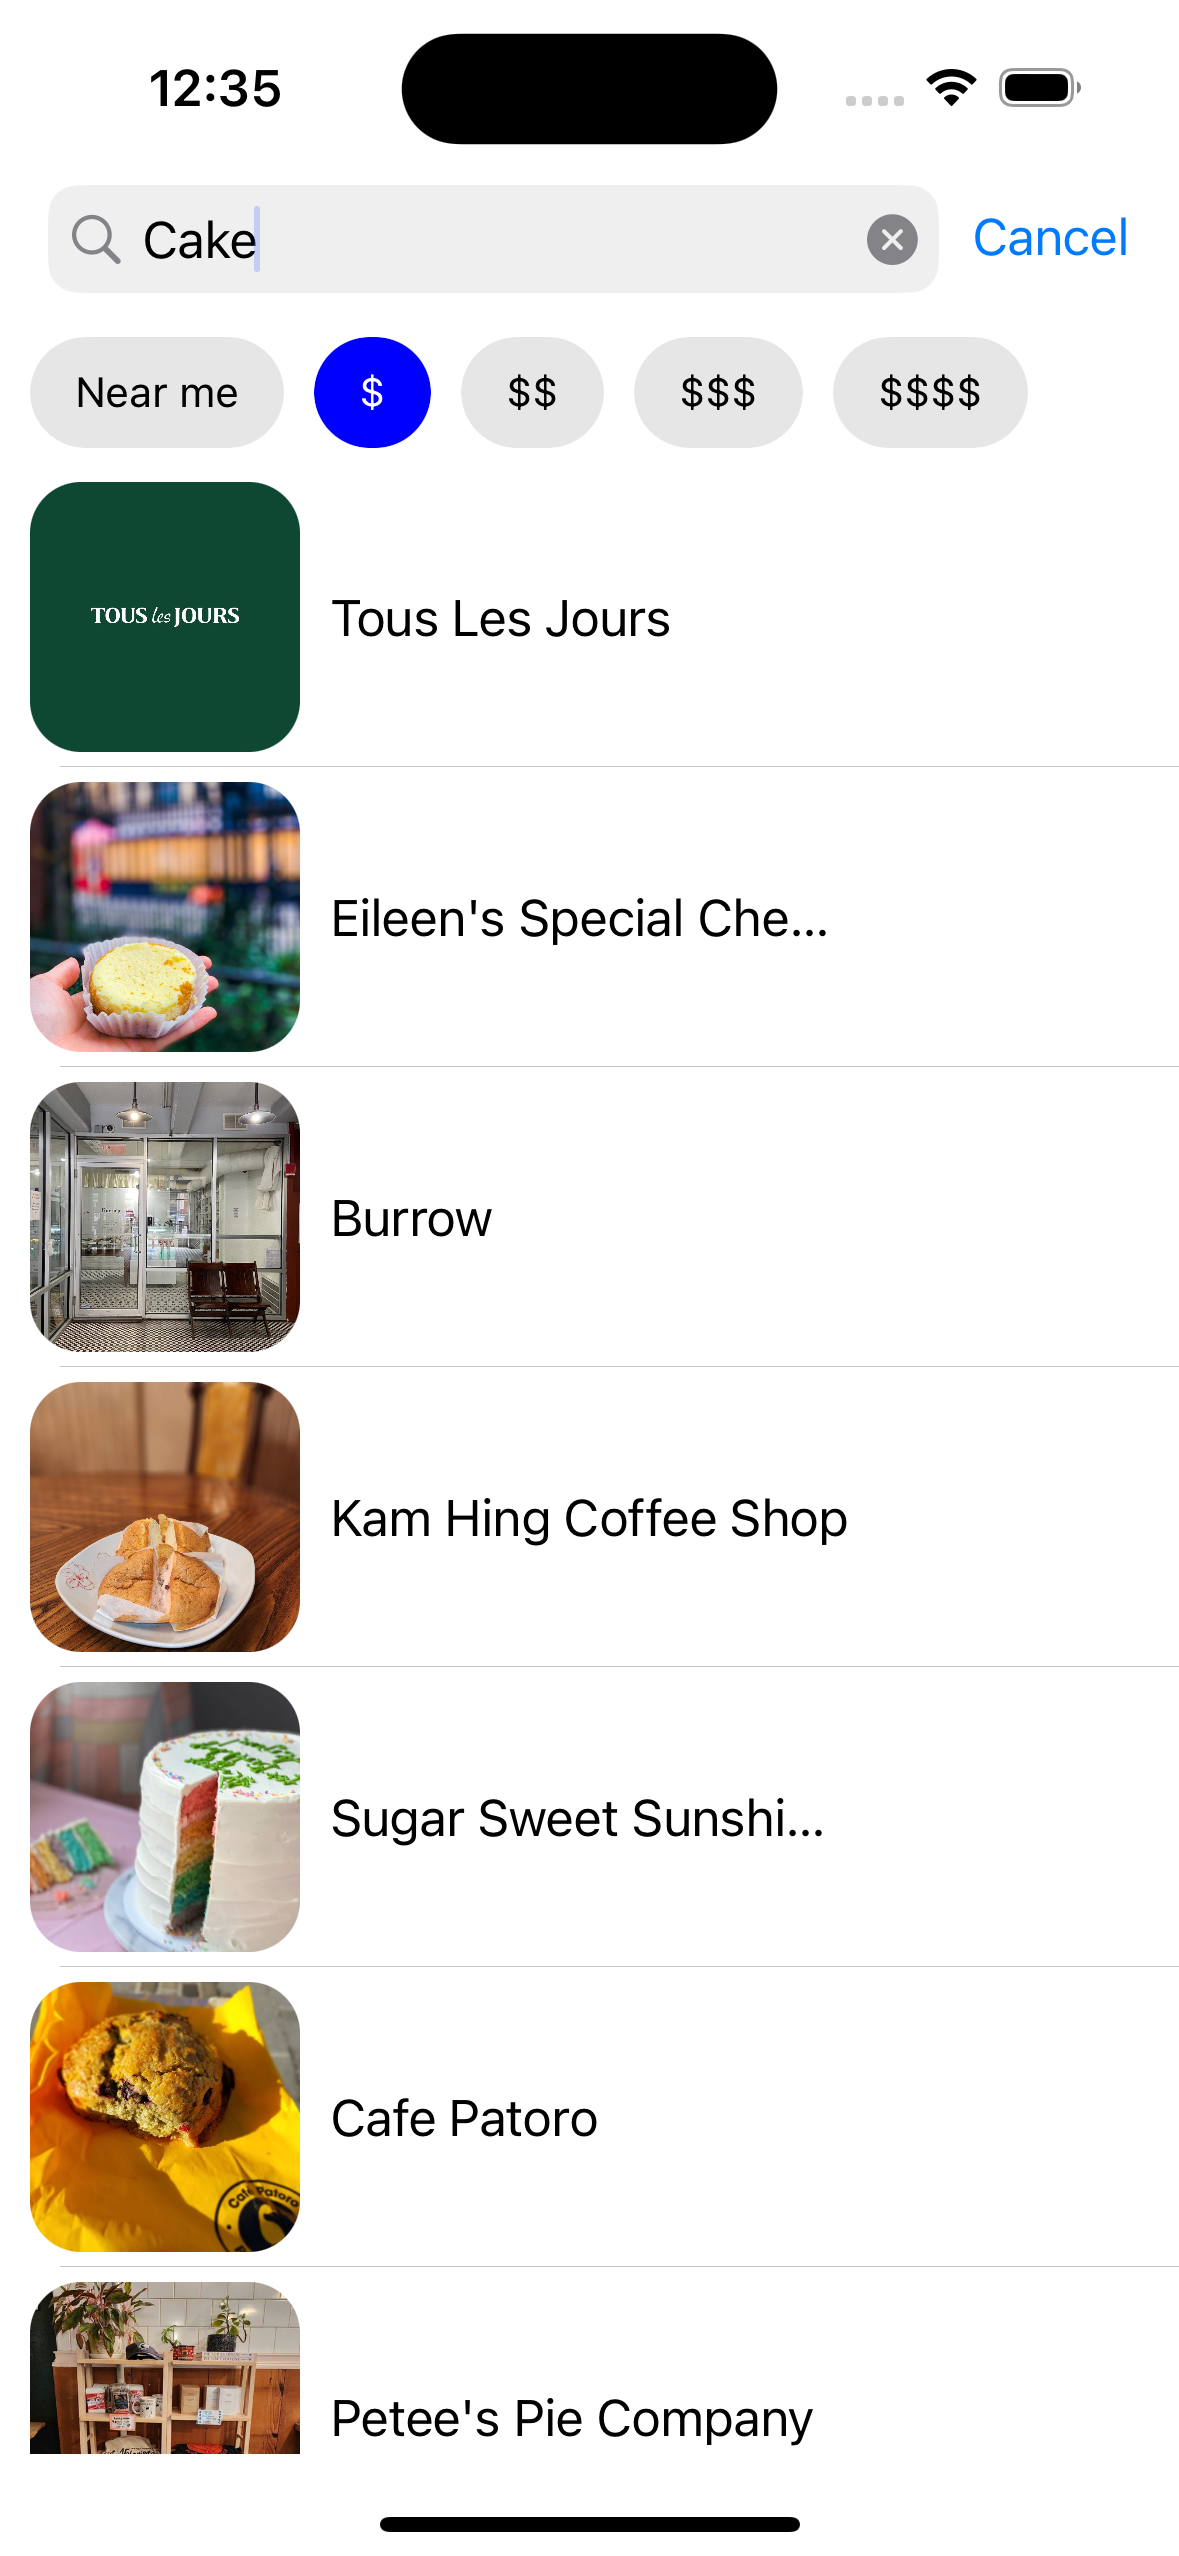 12:35
Cake
Cancel
Near me
$
$$
$$$
$$$$
TOUS les JOURS
Tous Les Jours
Eileen's Special Che...
Burrow
Kam Hing Coffee Shop
Sugar Sweet Sunshi...
Cafe Patoro
Cafe Patoro
Petee's Pie Company